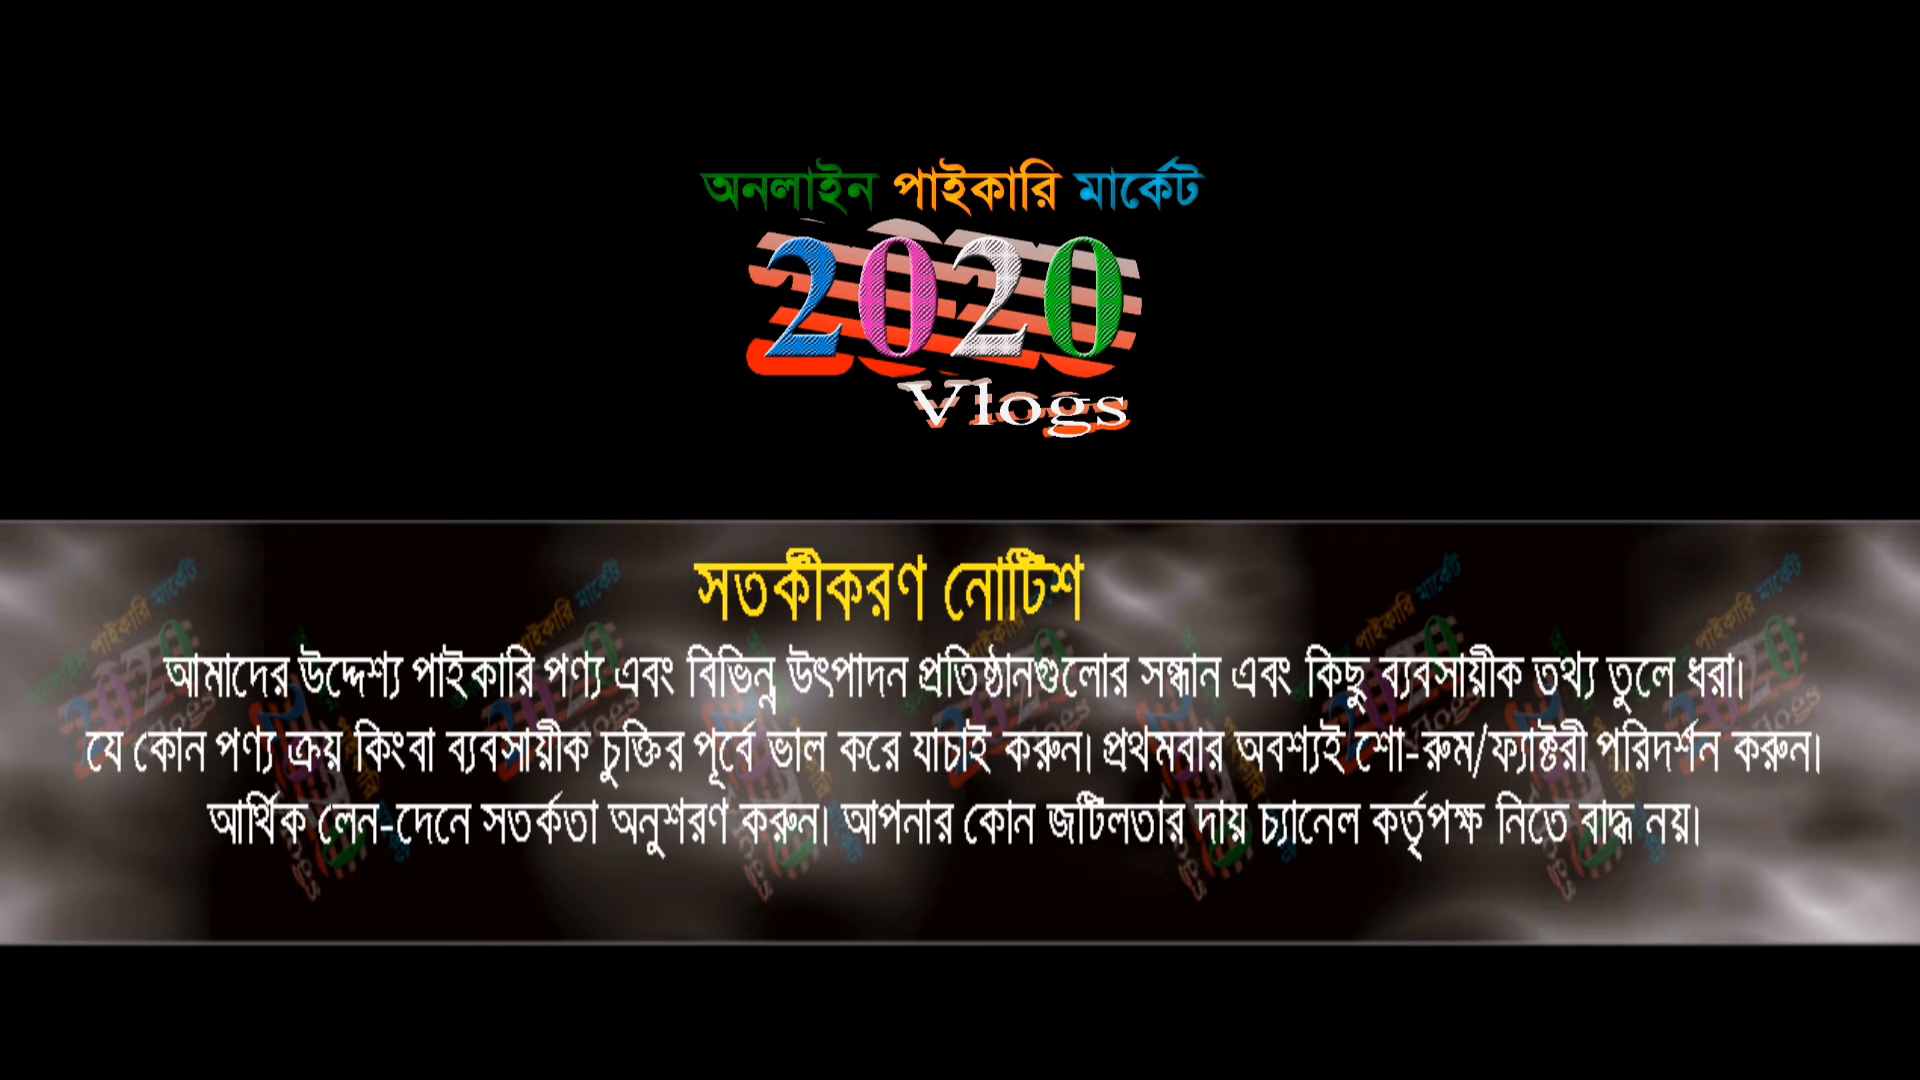 অনলাইন পাইকারি মার্কেট
2020
Vlogs
সতর্কীকরণ নোটিশ
আমাদের উদ্দেশ্য পাইকারি পণ্য এবং বিভিন্ন উৎপাদন প্রতিষ্ঠানগুলোর সন্ধান এবং কিছু ব্যবসায়ীক তথ্য তুলে ধরা।
যে কোন পণ্য ক্রয় কিংবা ব্যবসায়ীক চুক্তির পূর্বে ভাল করে যাচাই করুন। প্রথমবার অবশ্যই শো-রুম/ফ্যাক্টরী পরিদর্শন করুন।
আর্থিক লেন-দেনে সতর্কতা অনুশরণ করুন। আপনার কোন জটিলতার দায় চ্যানেল কর্তৃপক্ষ নিতে বাদ্ধ নয়।